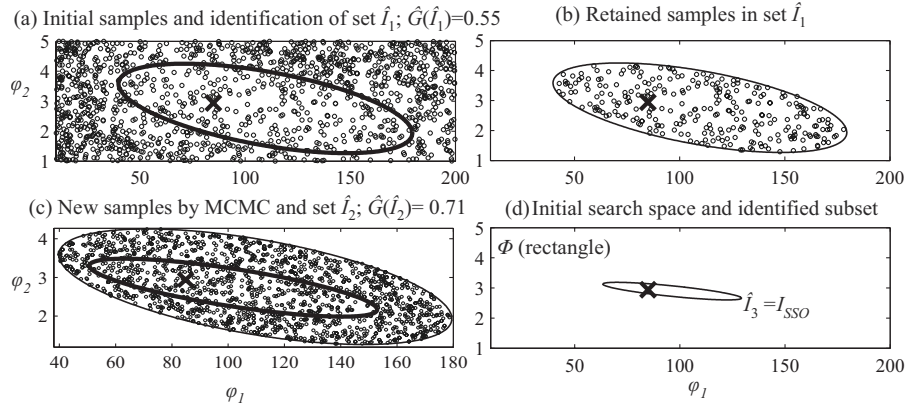 (a) Initial samples and identification of set Î₁; Ĝ(Î₁)=0.55
(b) Retained samples in set Î₁
5
4
φ₂ 3
2
1
50 100 150 200
5
4
3
2
1
50 100 150 200
(c) New samples by MCMC and set Î₂; Ĝ(Î₂)= 0.71
(d) Initial search space and identified subset
4
φ₂ 3
2
40 60 80 100 120 140 160 180
φ₁
5
Φ (rectangle)
4
3
Î₃ =I_SSO
2
1
100 200
φ₁